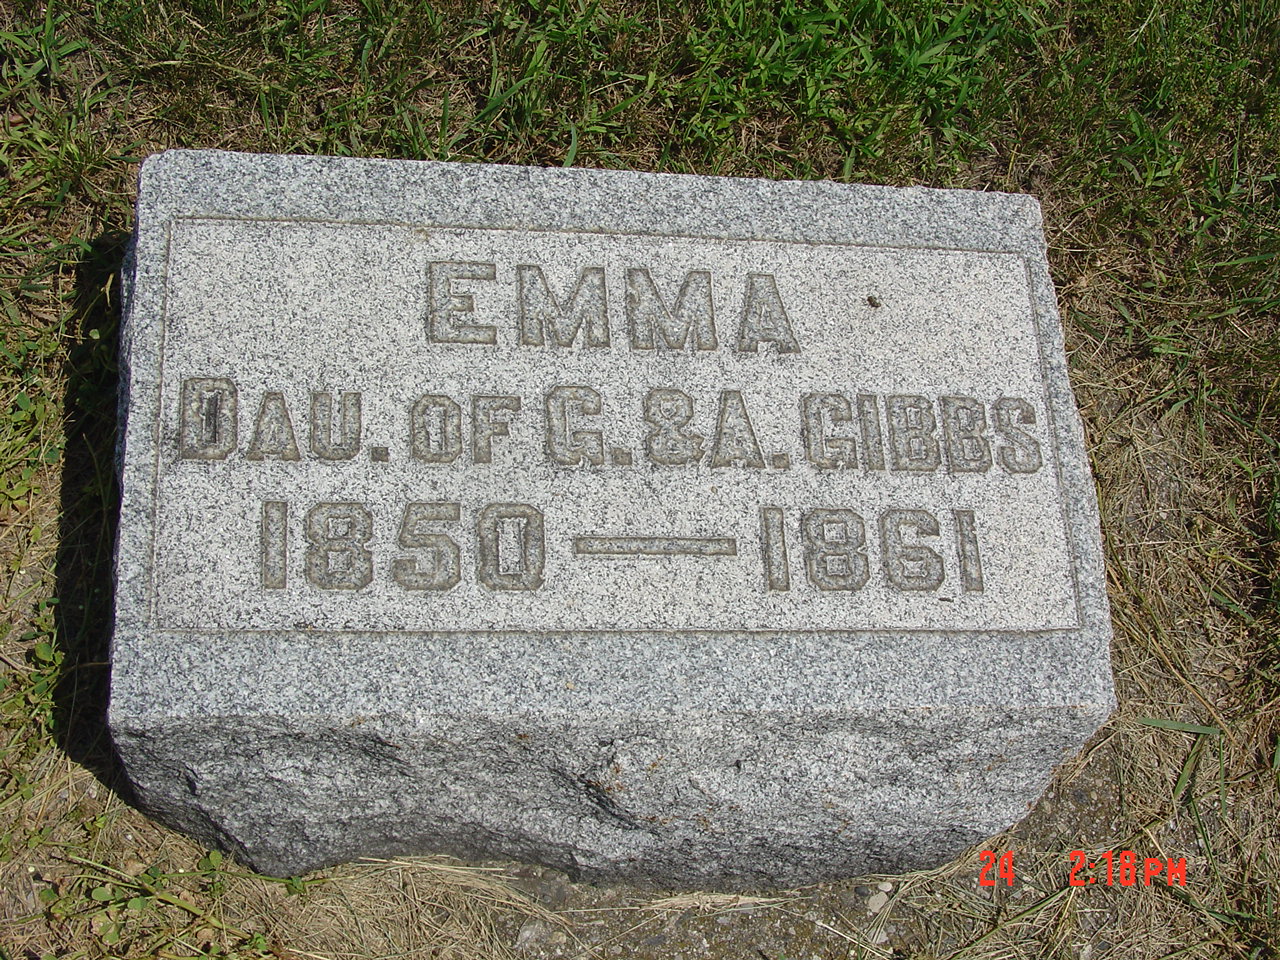 EMMA
DAU. OF G. & A. GIBBS
1850 — 1861
24 2:18PM